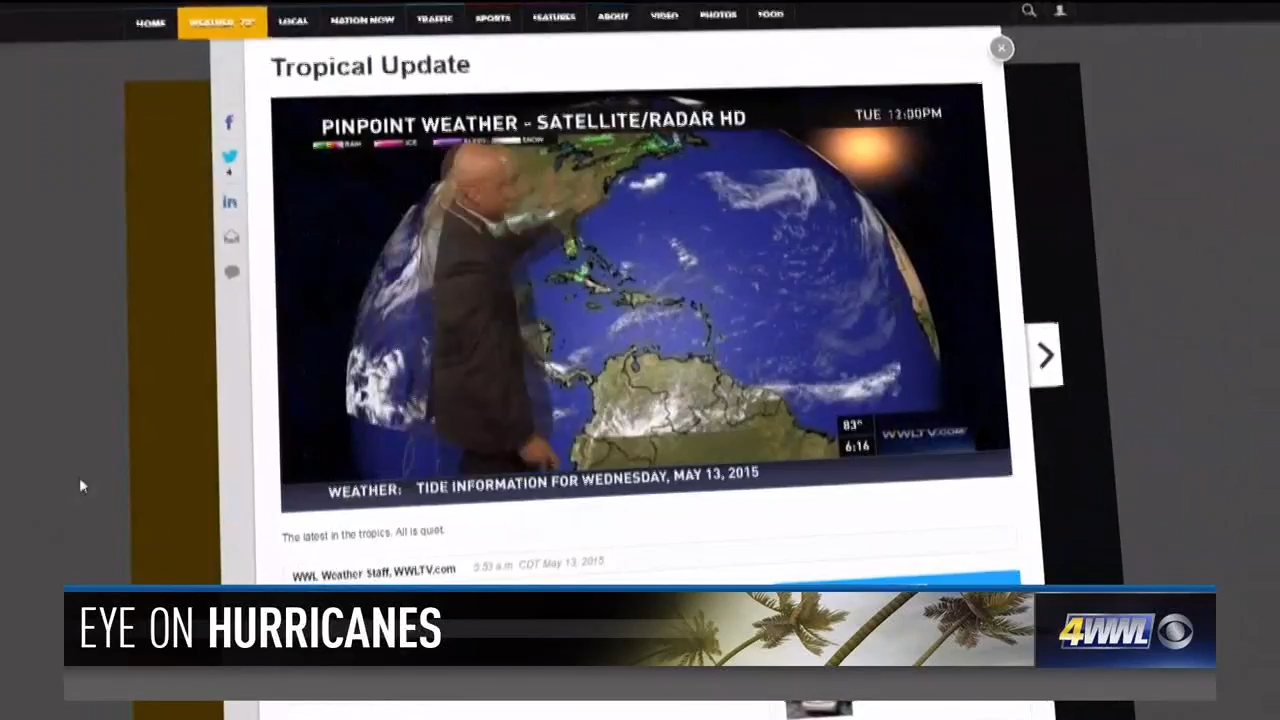 HOME WEATHER 73° LOCAL NATION NOW TRAFFIC SPORTS FEATURES ABOUT VIDEO PHOTOS FOOD
Tropical Update
PINPOINT WEATHER - SATELLITE/RADAR HD
TUE 12:00PM
RAIN ICE SNOW
f
4
in
83°
6:16
WWLTV.COM
WEATHER: TIDE INFORMATION FOR WEDNESDAY, MAY 13, 2015
The latest in the tropics. All is quiet.
WWL Weather Staff, WWLTV.com 5:53 a.m. CDT May 13, 2015
EYE ON HURRICANES
4WWL